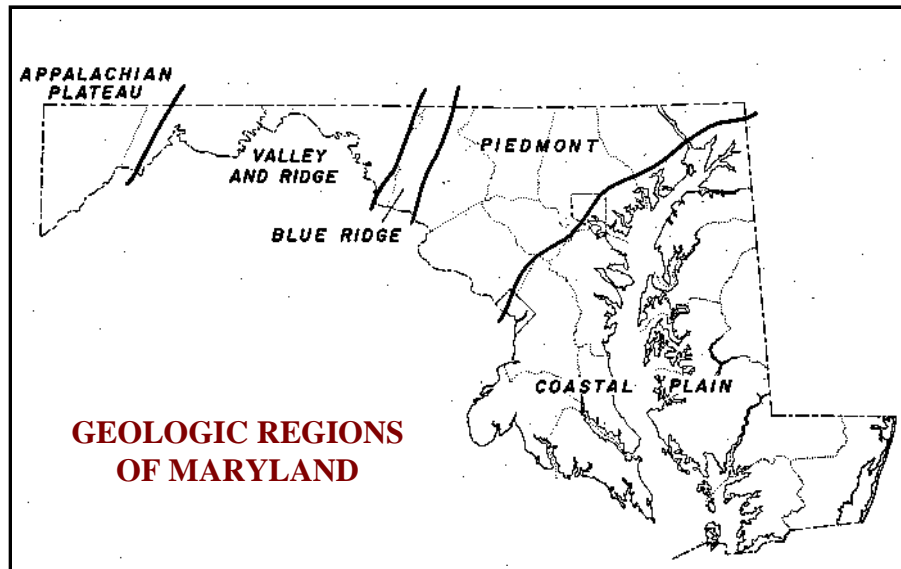 APPALACHIAN
PLATEAU
VALLEY
AND RIDGE
BLUE RIDGE
PIEDMONT
COASTAL PLAIN
GEOLOGIC REGIONS
OF MARYLAND